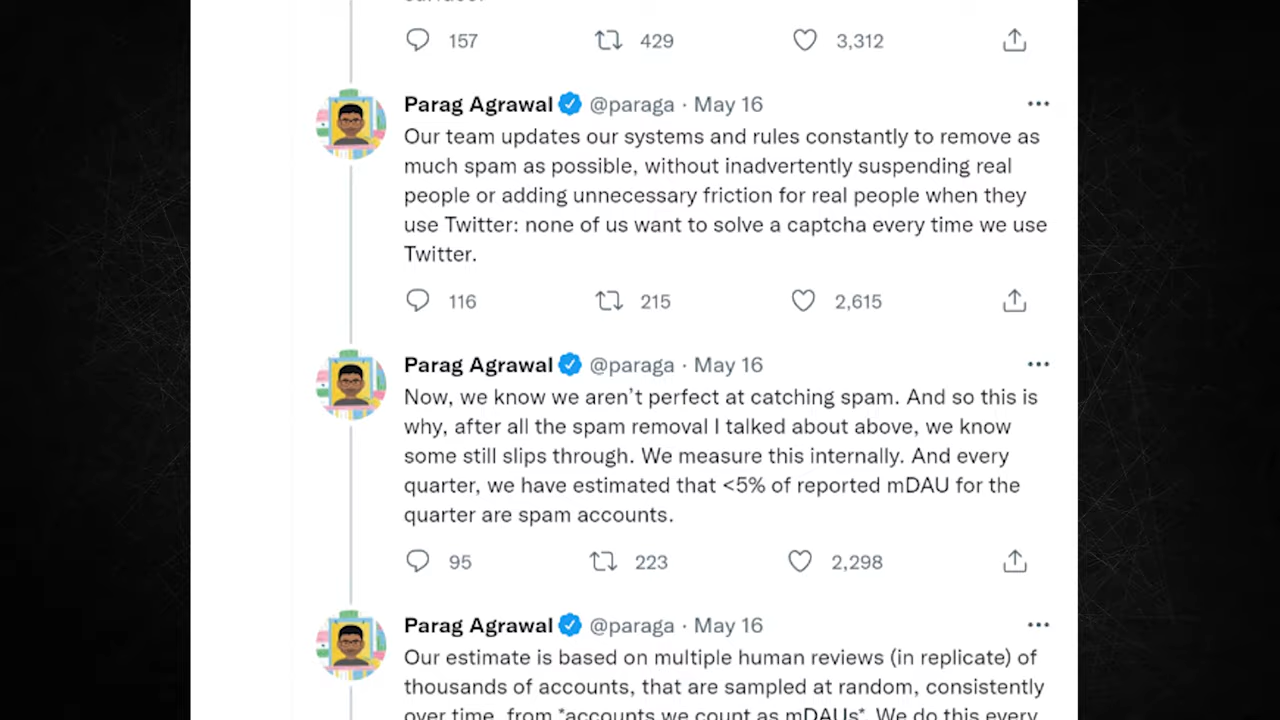 157 429 3,312
Parag Agrawal @paraga · May 16
Our team updates our systems and rules constantly to remove as
much spam as possible, without inadvertently suspending real
people or adding unnecessary friction for real people when they
use Twitter: none of us want to solve a captcha every time we use
Twitter.
116 215 2,615
Parag Agrawal @paraga · May 16
Now, we know we aren’t perfect at catching spam. And so this is
why, after all the spam removal I talked about above, we know
some still slips through. We measure this internally. And every
quarter, we have estimated that <5% of reported mDAU for the
quarter are spam accounts.
95 223 2,298
Parag Agrawal @paraga · May 16
Our estimate is based on multiple human reviews (in replicate) of
thousands of accounts, that are sampled at random, consistently
over time, from *accounts we count as mDAUs*. We do this every